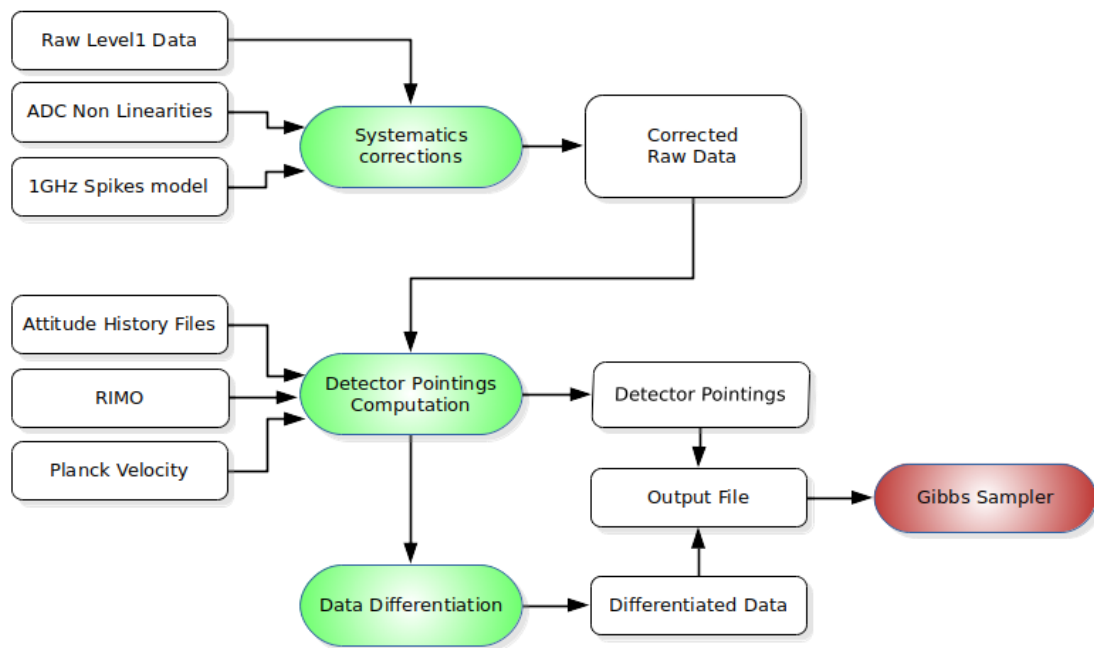 Raw Level1 Data
ADC Non Linearities
1GHz Spikes model
Systematics
corrections
Corrected
Raw Data
Attitude History Files
RIMO
Planck Velocity
Detector Pointings
Computation
Detector Pointings
Output File
Gibbs Sampler
Data Differentiation
Differentiated Data